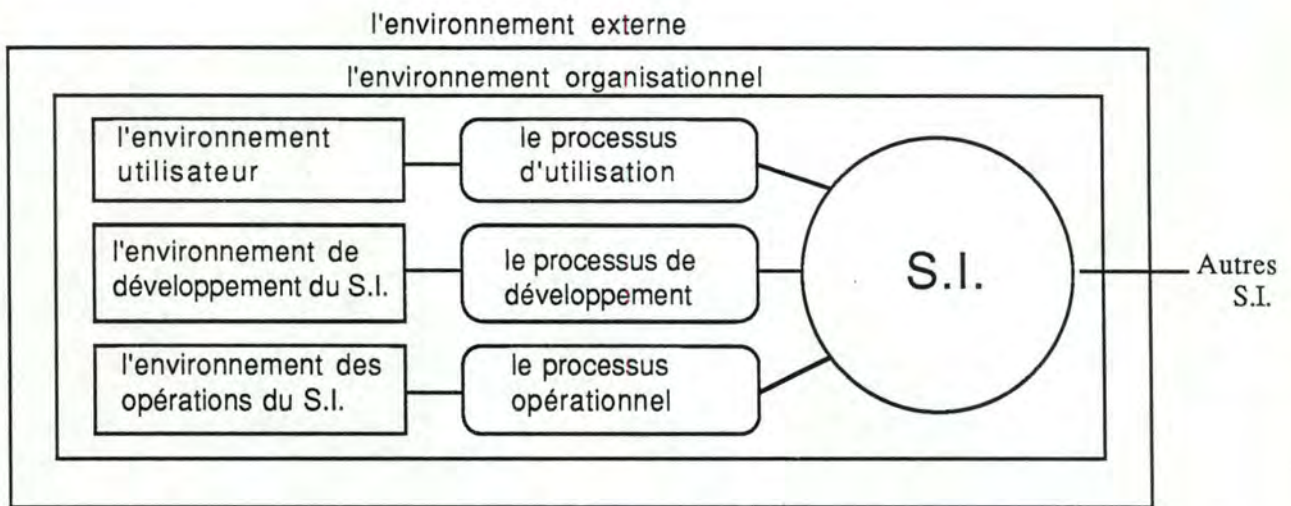 l'environnement externe
l'environnement organisationnel
l'environnement
utilisateur
le processus
d'utilisation
l'environnement de
développement du S.I.
le processus de
développement
S.I.
Autres
S.I.
l'environnement des
opérations du S.I.
le processus
opérationnel